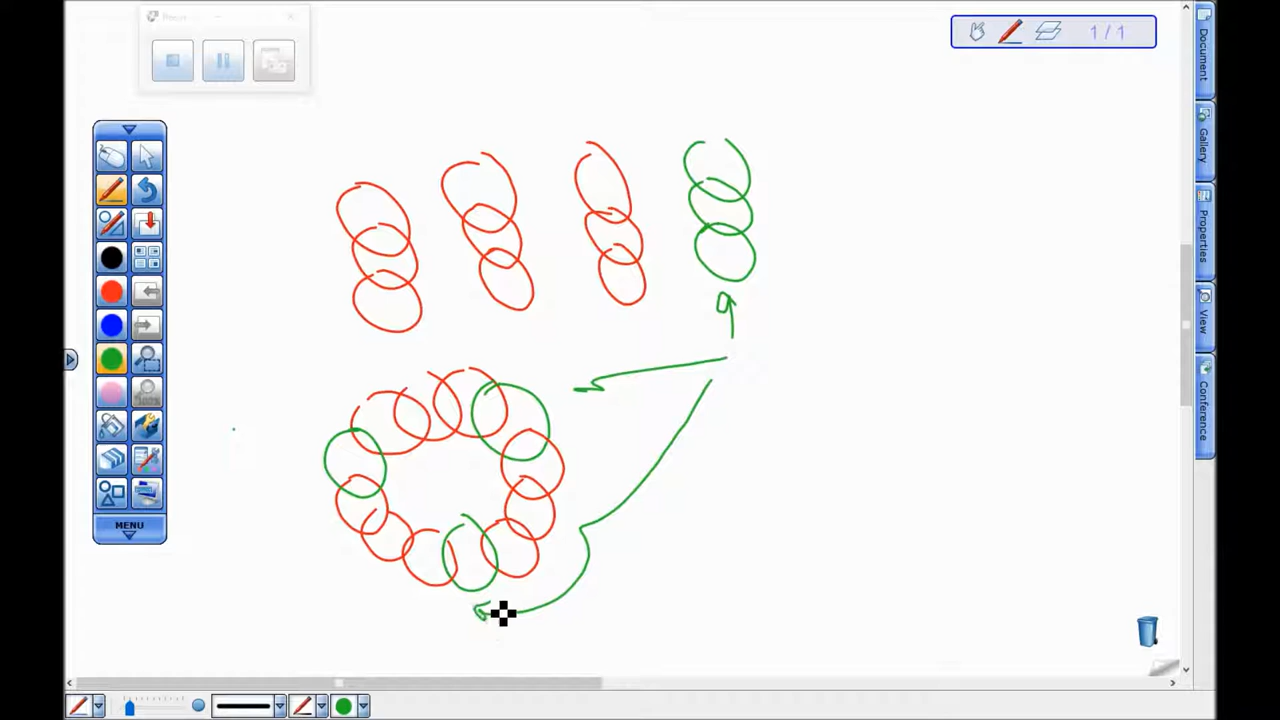 1 / 1
Document
Gallery
Properties
View
Conference
MENU